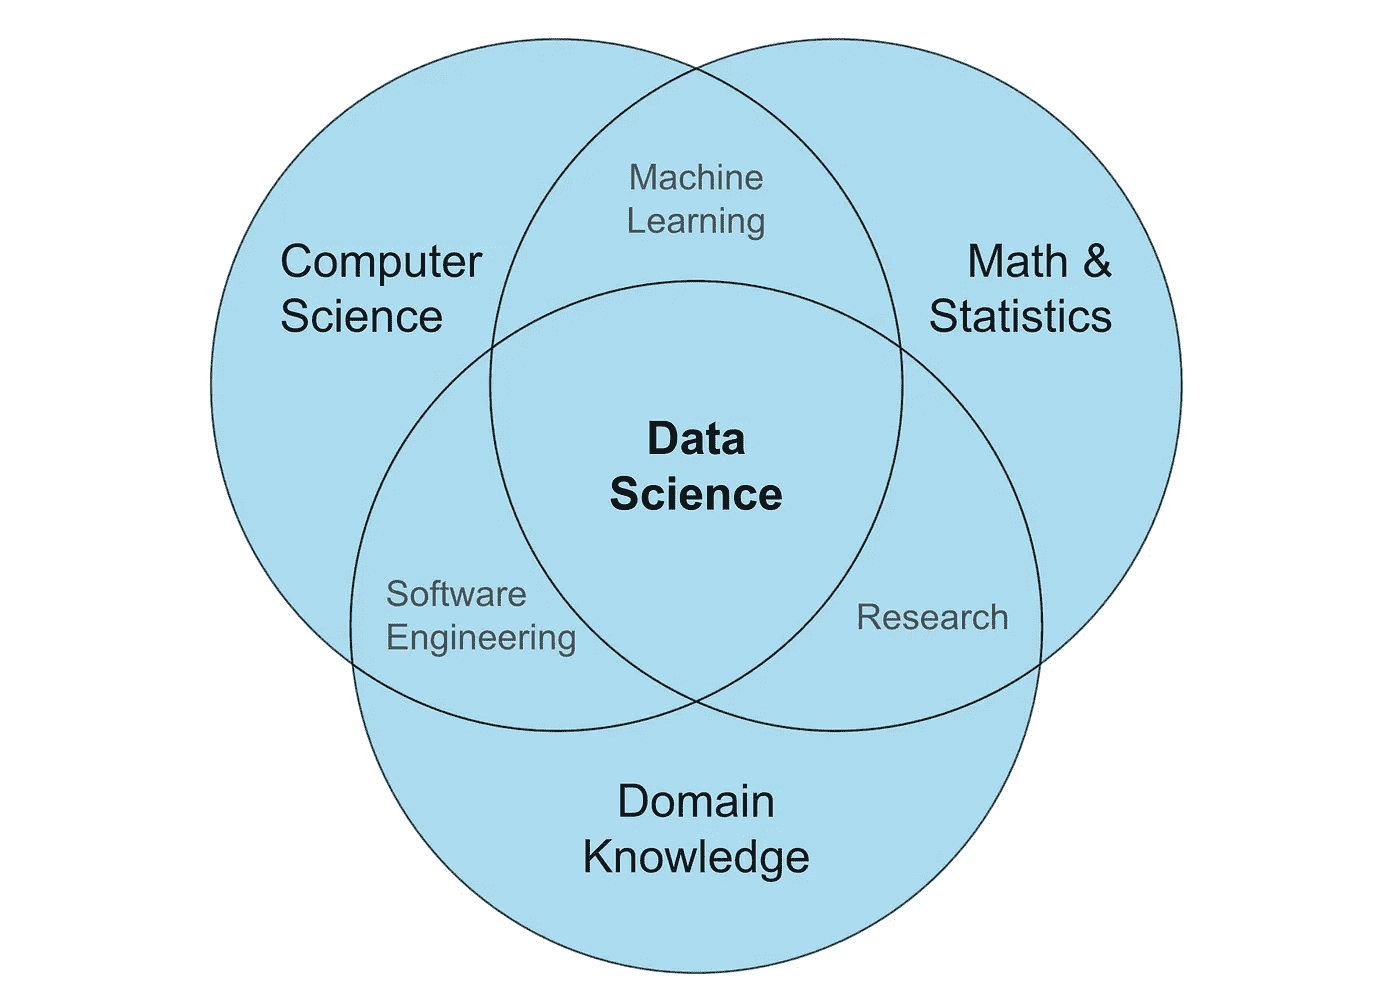 Machine
Learning
Computer
Science
Math &
Statistics
Data
Science
Software
Engineering
Research
Domain
Knowledge